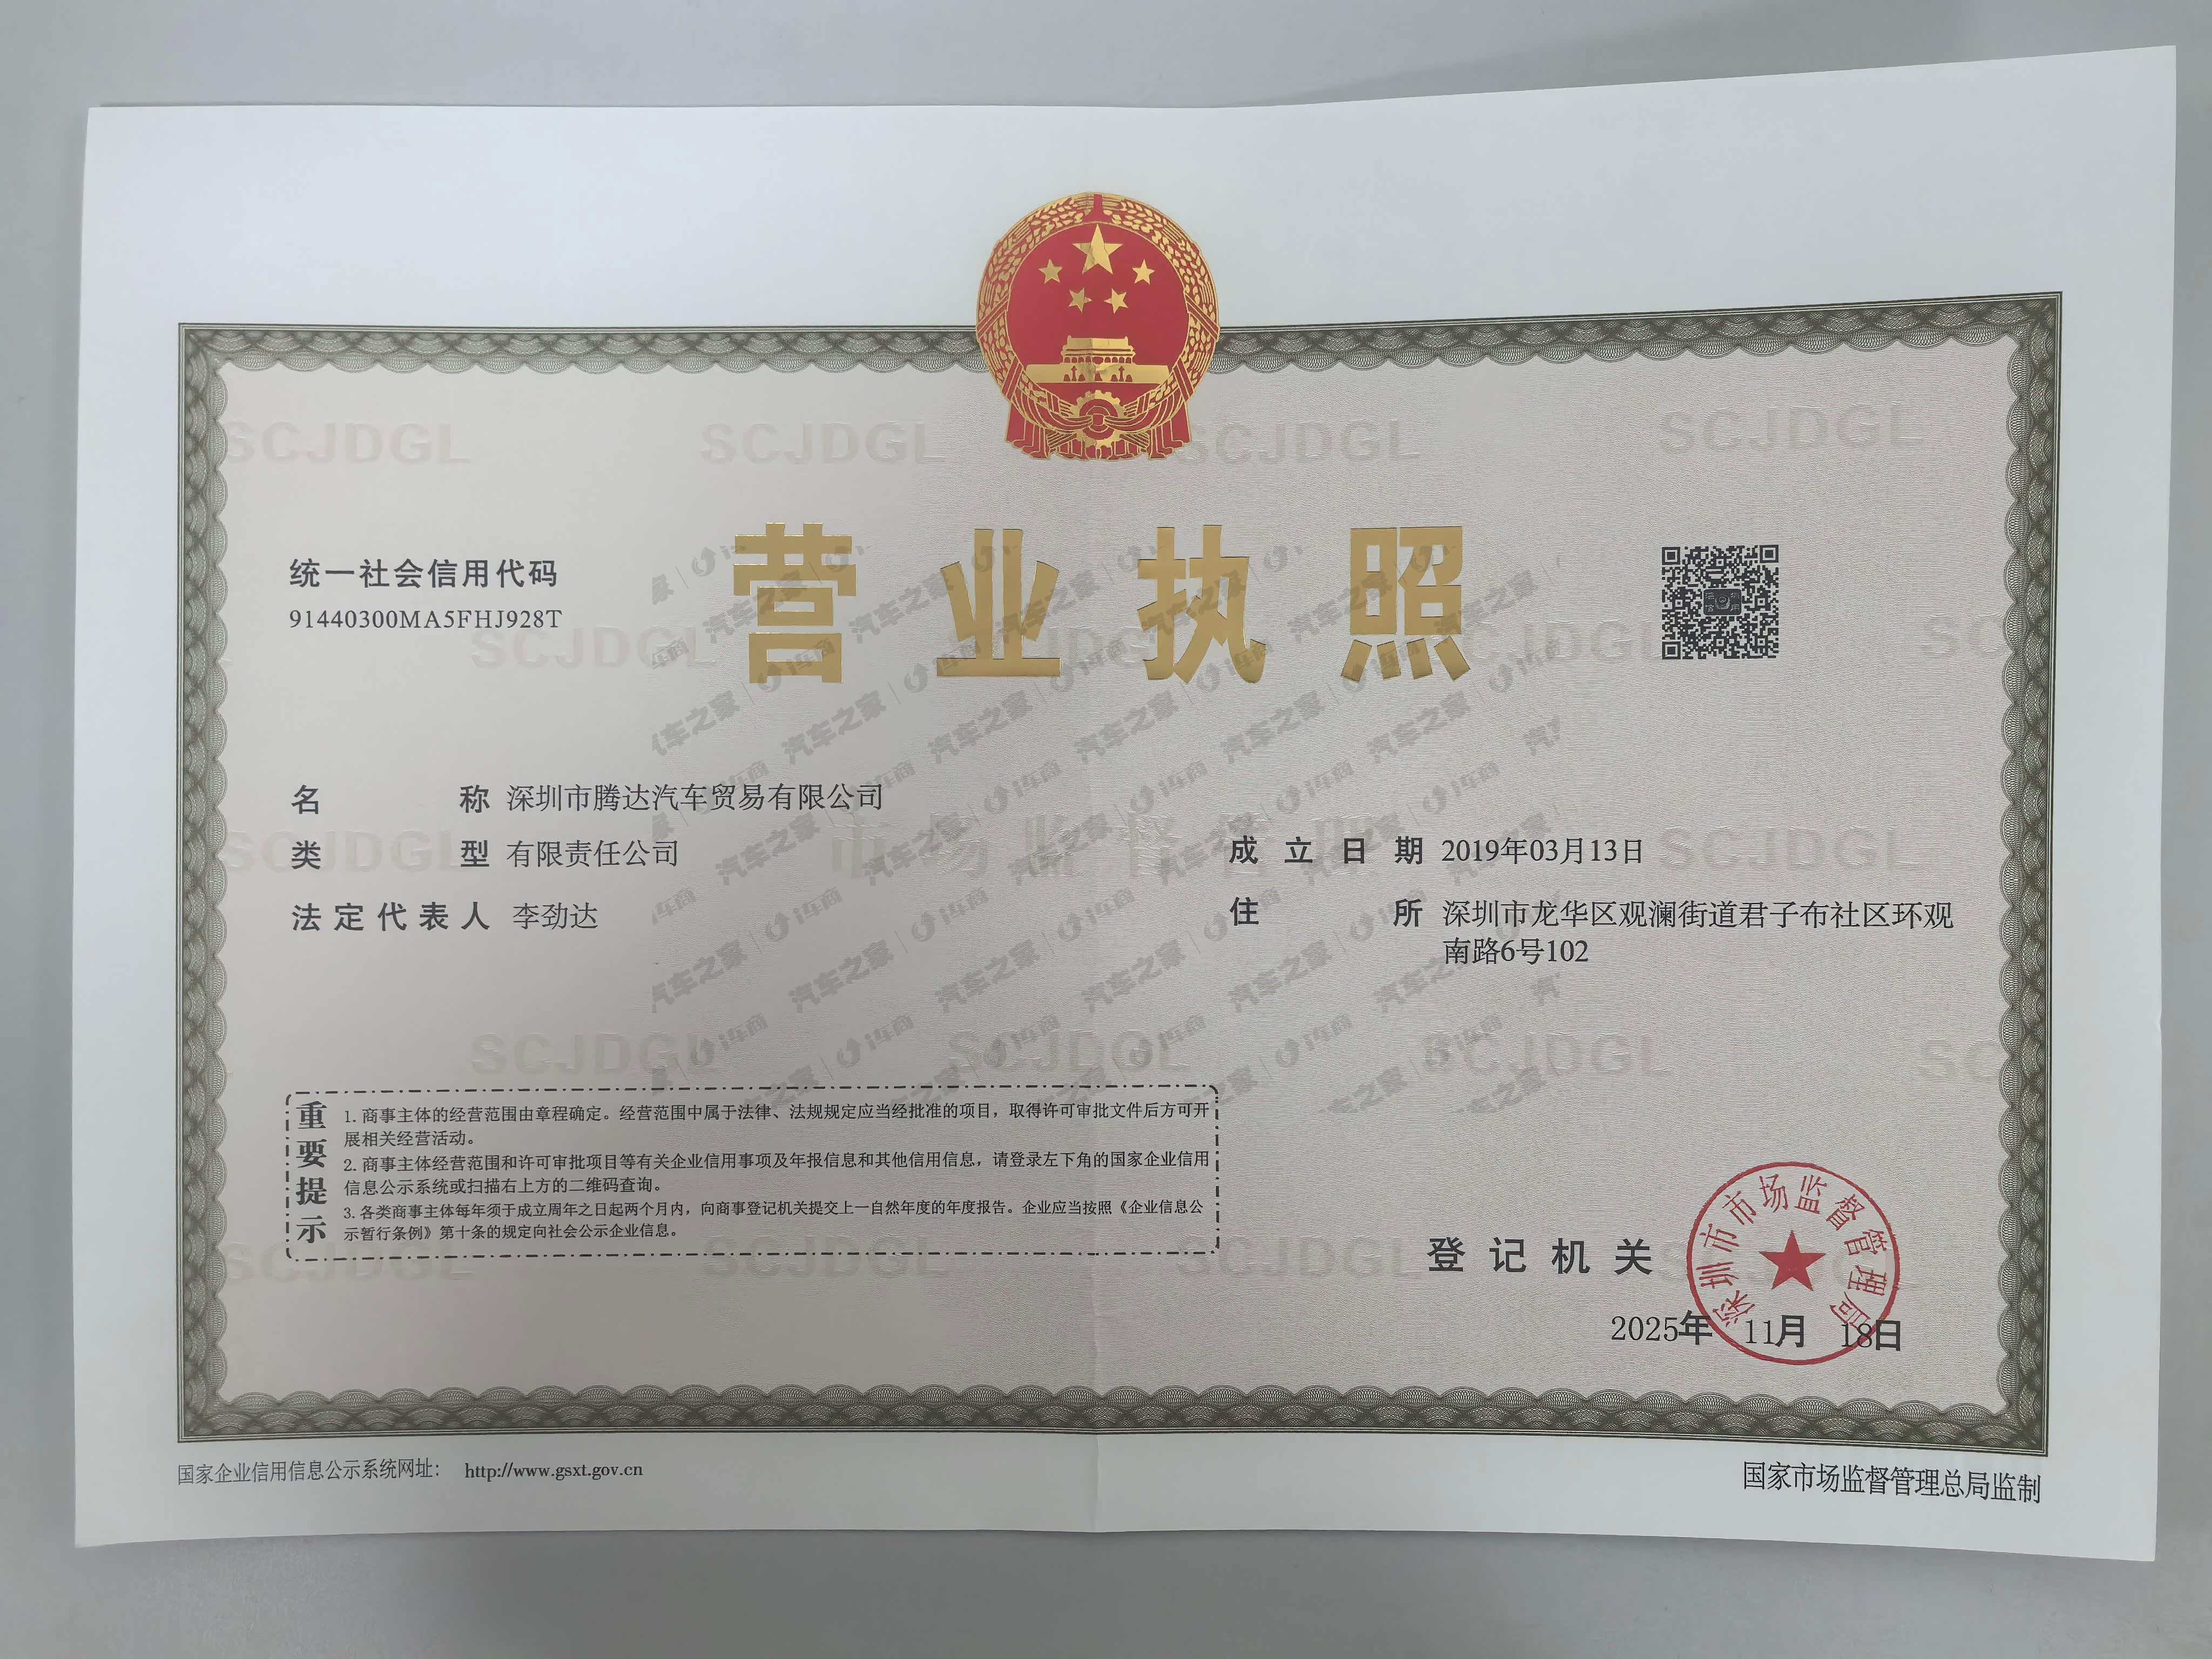 营业执照
统一社会信用代码
91440300MA5FHJ928T
名称 深圳市腾达汽车贸易有限公司
类型 有限责任公司
法定代表人 李劲达
成立日期 2019年03月13日
住所 深圳市龙华区观澜街道君子布社区环观
南路6号102
重要提示
1. 商事主体的经营范围由章程确定。经营范围中属于法律、法规规定应当经批准的项目，取得许可审批文件后方可开
展相关经营活动。
2. 商事主体经营范围和许可审批项目等有关企业信用事项及年报信息和其他信用信息，请登录左下角的国家企业信用
信息公示系统或扫描右上方的二维码查询。
3. 各类商事主体每年须于成立周年之日起两个月内，向商事登记机关提交上一自然年度的年度报告。企业应当按照《企业信息公
示暂行条例》第十条的规定向社会公示企业信息。
登记机关
深圳市市场监督管理局
2025年 11月 18日
国家企业信用信息公示系统网址： http://www.gsxt.gov.cn
国家市场监督管理总局监制
SCJDGL
汽车之家